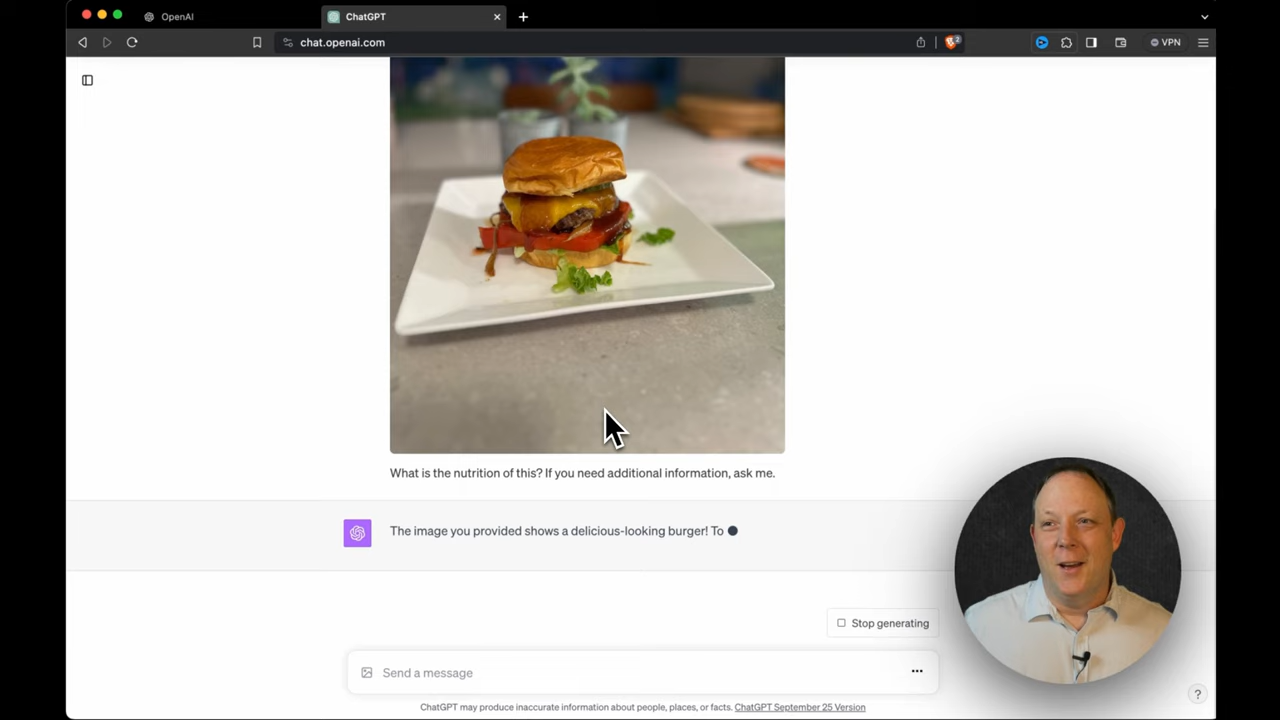 OpenAI
ChatGPT
chat.openai.com
2
VPN
What is the nutrition of this? If you need additional information, ask me.
The image you provided shows a delicious-looking burger! To
Stop generating
Send a message
ChatGPT may produce inaccurate information about people, places, or facts. ChatGPT September 25 Version
?